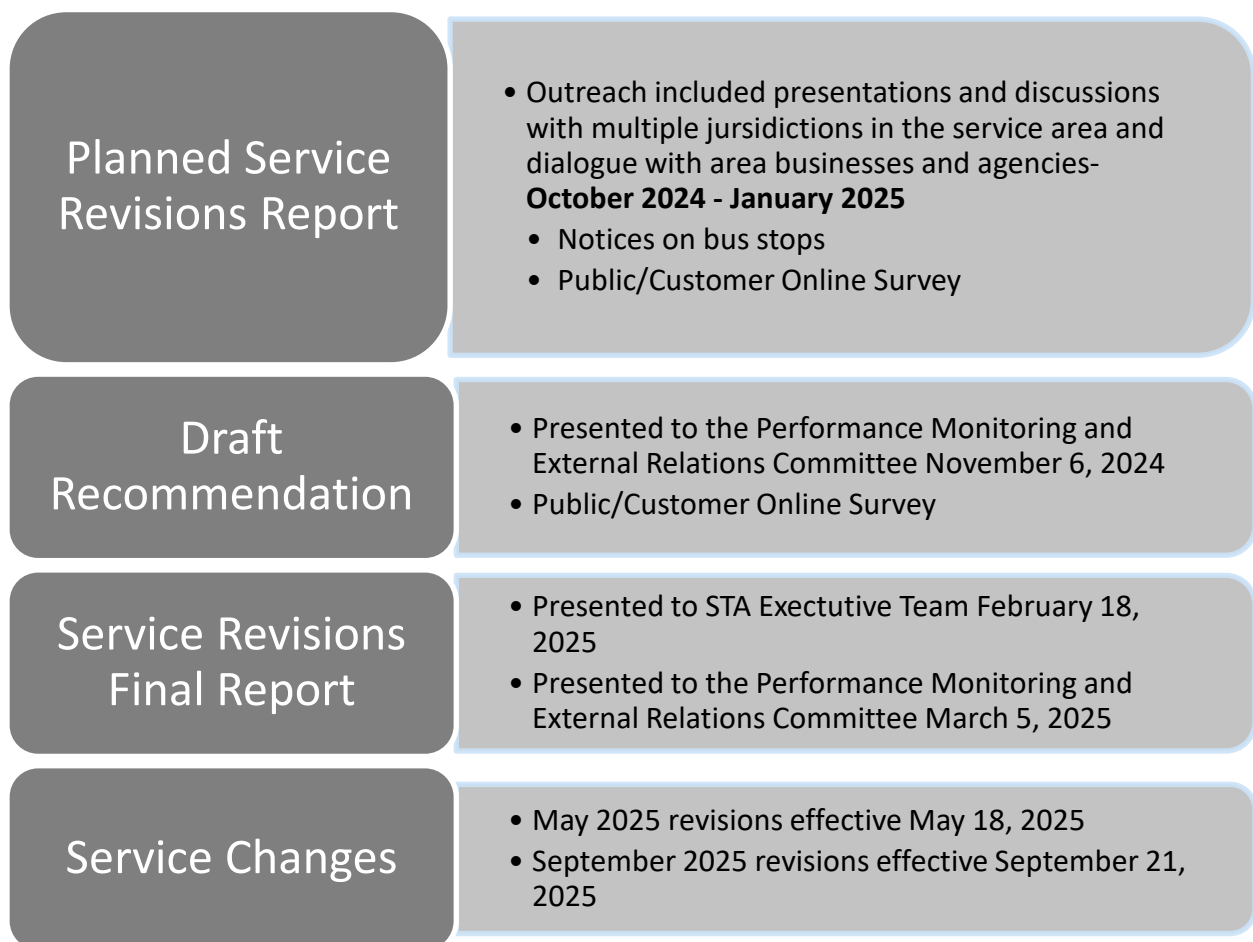 Planned Service
Revisions Report
• Outreach included presentations and discussions
with multiple jursidictions in the service area and
dialogue with area businesses and agencies-
October 2024 - January 2025
• Notices on bus stops
• Public/Customer Online Survey
Draft
Recommendation
• Presented to the Performance Monitoring and
External Relations Committee November 6, 2024
• Public/Customer Online Survey
Service Revisions
Final Report
• Presented to STA Exectutive Team February 18,
2025
• Presented to the Performance Monitoring and
External Relations Committee March 5, 2025
Service Changes
• May 2025 revisions effective May 18, 2025
• September 2025 revisions effective September 21,
2025